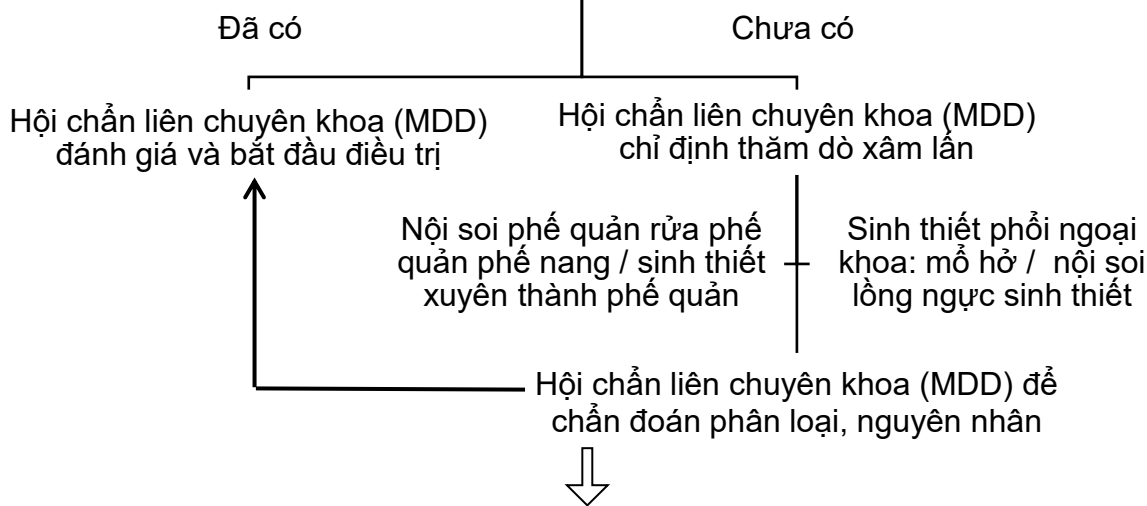 Đã có
Chưa có
Hội chẩn liên chuyên khoa (MDD)
đánh giá và bắt đầu điều trị
Hội chẩn liên chuyên khoa (MDD)
chỉ định thăm dò xâm lấn
Nội soi phế quản rửa phế
quản phế nang / sinh thiết
xuyên thành phế quản
Sinh thiết phổi ngoại
khoa: mổ hở / nội soi
lồng ngực sinh thiết
Hội chẩn liên chuyên khoa (MDD) để
chẩn đoán phân loại, nguyên nhân